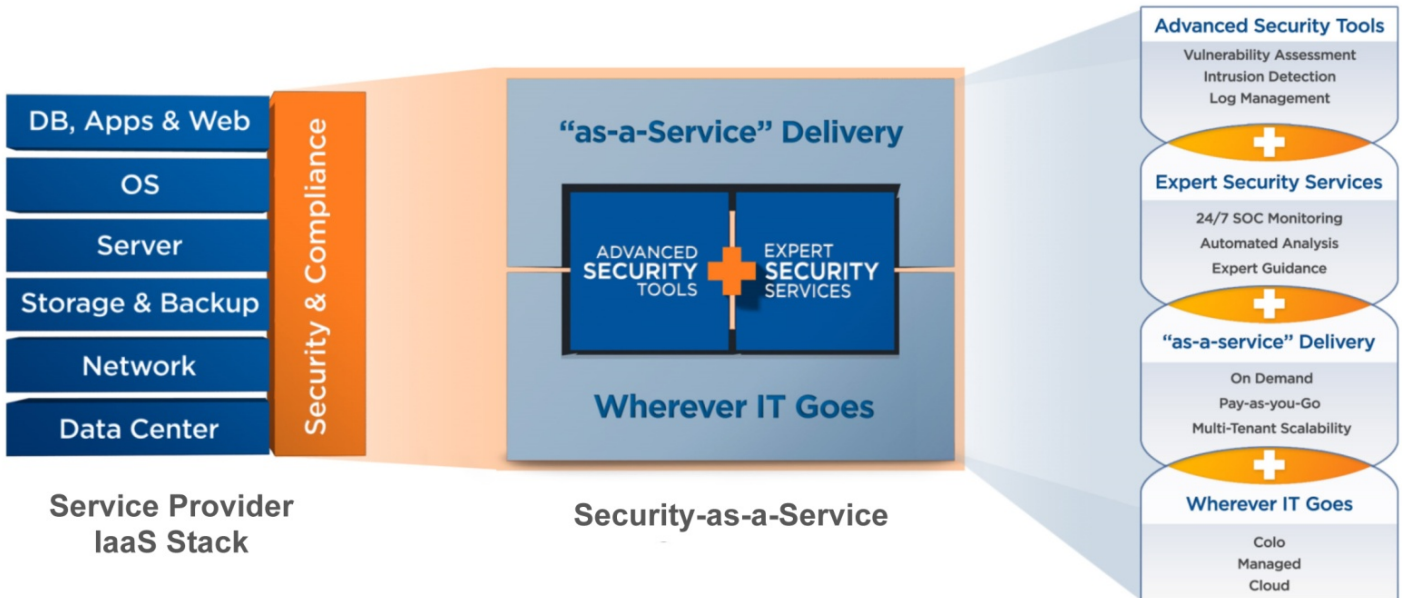 DB, Apps & Web
OS
Server
Storage & Backup
Network
Data Center
Security & Compliance
Service Provider
IaaS Stack
“as-a-Service” Delivery
ADVANCED
SECURITY
TOOLS
EXPERT
SECURITY
SERVICES
Wherever IT Goes
Security-as-a-Service
Advanced Security Tools
Vulnerability Assessment
Intrusion Detection
Log Management
Expert Security Services
24/7 SOC Monitoring
Automated Analysis
Expert Guidance
“as-a-service” Delivery
On Demand
Pay-as-you-Go
Multi-Tenant Scalability
Wherever IT Goes
Colo
Managed
Cloud